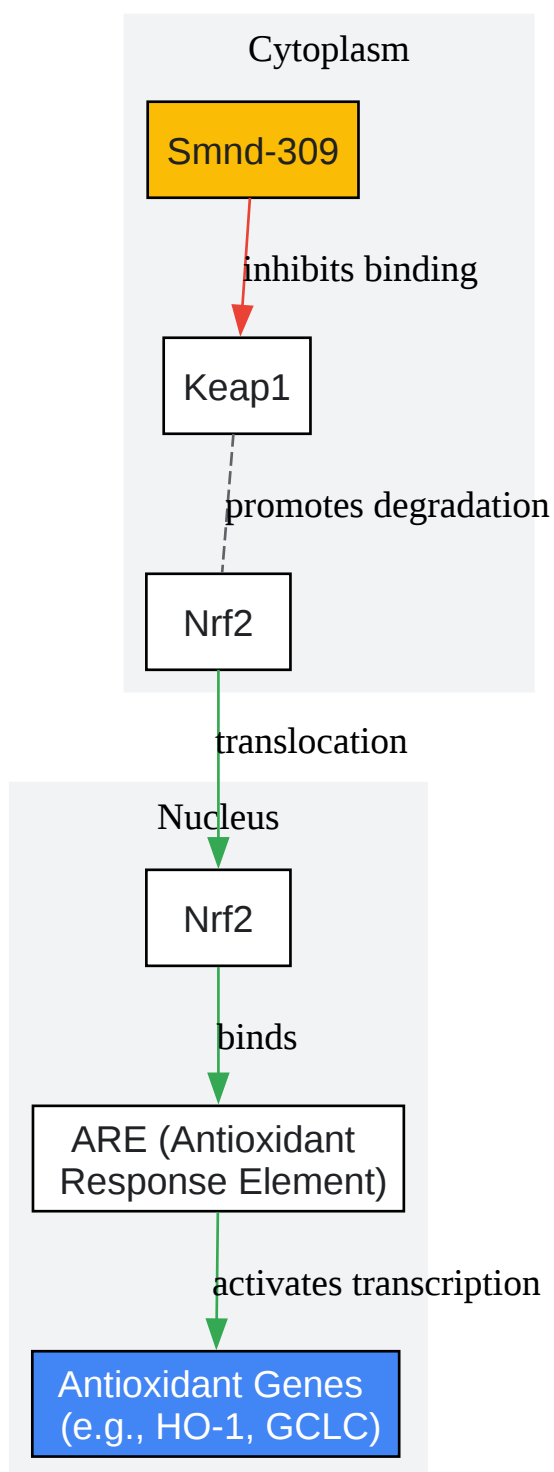 Cytoplasm
Smnd-309
inhibits binding
Keap1
promotes degradation
Nrf2
translocation
Nucleus
Nrf2
binds
ARE (Antioxidant
Response Element)
activates transcription
Antioxidant Genes
(e.g., HO-1, GCLC)